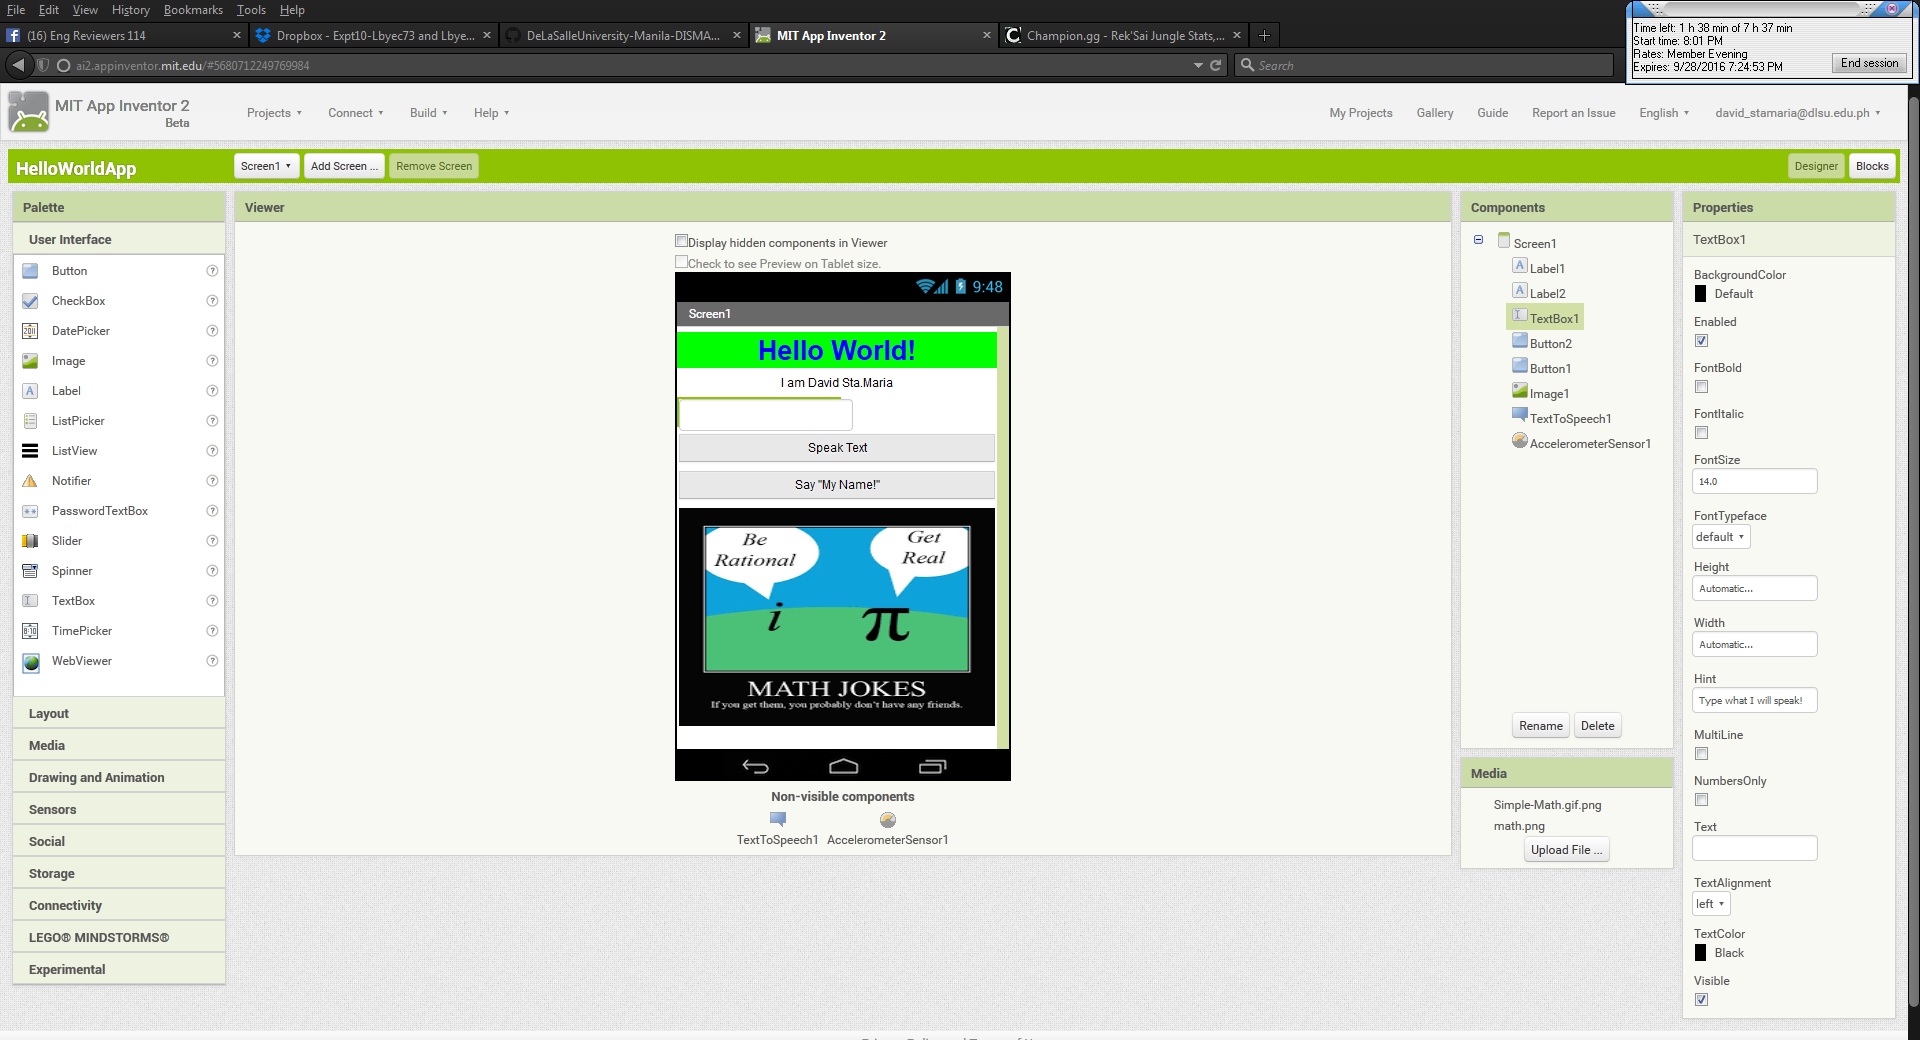 File Edit View History Bookmarks Tools Help
(16) Eng Reviewers 114
Dropbox - Expt10-Lbyec73 and Lbye...
DeLaSalleUniversity-Manila-DISMA...
MIT App Inventor 2
Champion.gg - Rek'Sai Jungle Stats,...
ai2.appinventor.mit.edu/#5680712249769984
Search
Time left: 1 h 38 min of 7 h 37 min
Start time: 8:01 PM
Rates: Member Evening
Expires: 9/28/2016 7:24:53 PM
End session
MIT App Inventor 2
Beta
Projects Connect Build Help
My Projects Gallery Guide Report an Issue English david_stamaria@dlsu.edu.ph
HelloWorldApp
Screen1 Add Screen ... Remove Screen
Designer Blocks
Palette
User Interface
Button
CheckBox
DatePicker
Image
Label
ListPicker
ListView
Notifier
PasswordTextBox
Slider
Spinner
TextBox
TimePicker
WebViewer
Layout
Media
Drawing and Animation
Sensors
Social
Storage
Connectivity
LEGO® MINDSTORMS®
Experimental
Viewer
Display hidden components in Viewer
Check to see Preview on Tablet size.
9:48
Screen1
Hello World!
I am David Sta.Maria
Speak Text
Say "My Name!"
Be
Rational
Get
Real
i
π
MATH JOKES
If you get them, you probably don't have any friends.
Non-visible components
TextToSpeech1 AccelerometerSensor1
Components
Screen1
Label1
Label2
TextBox1
Button2
Button1
Image1
TextToSpeech1
AccelerometerSensor1
Rename Delete
Media
Simple-Math.gif.png
math.png
Upload File ...
Properties
TextBox1
BackgroundColor
Default
Enabled
FontBold
FontItalic
FontSize
14.0
FontTypeface
default
Height
Automatic...
Width
Automatic...
Hint
Type what I will speak!
MultiLine
NumbersOnly
Text
TextAlignment
left
TextColor
Black
Visible